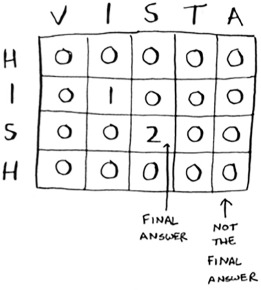 V I S T A
H 0 0 0 0 0
I 0 1 0 0 0
S 0 0 2 0 0
H 0 0 0 0 0
FINAL
ANSWER
NOT
THE
FINAL
ANSWER